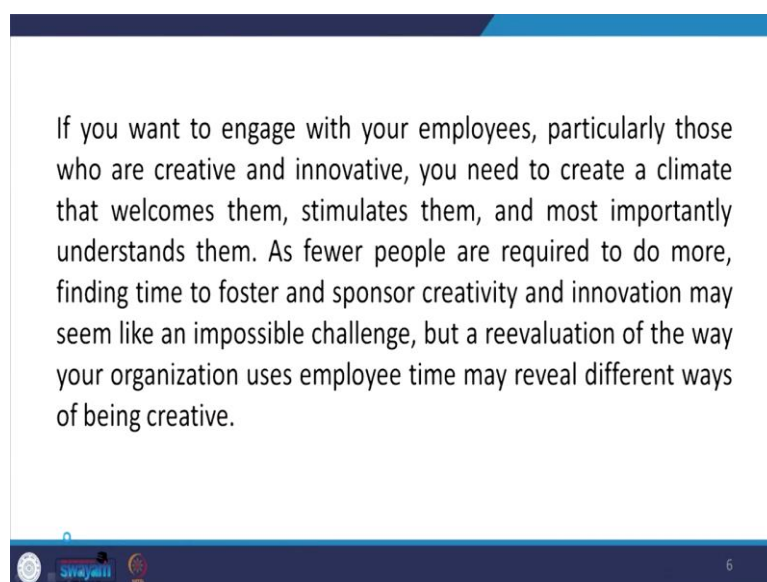 If you want to engage with your employees, particularly those
who are creative and innovative, you need to create a climate
that welcomes them, stimulates them, and most importantly
understands them. As fewer people are required to do more,
finding time to foster and sponsor creativity and innovation may
seem like an impossible challenge, but a reevaluation of the way
your organization uses employee time may reveal different ways
of being creative.
swayam
6